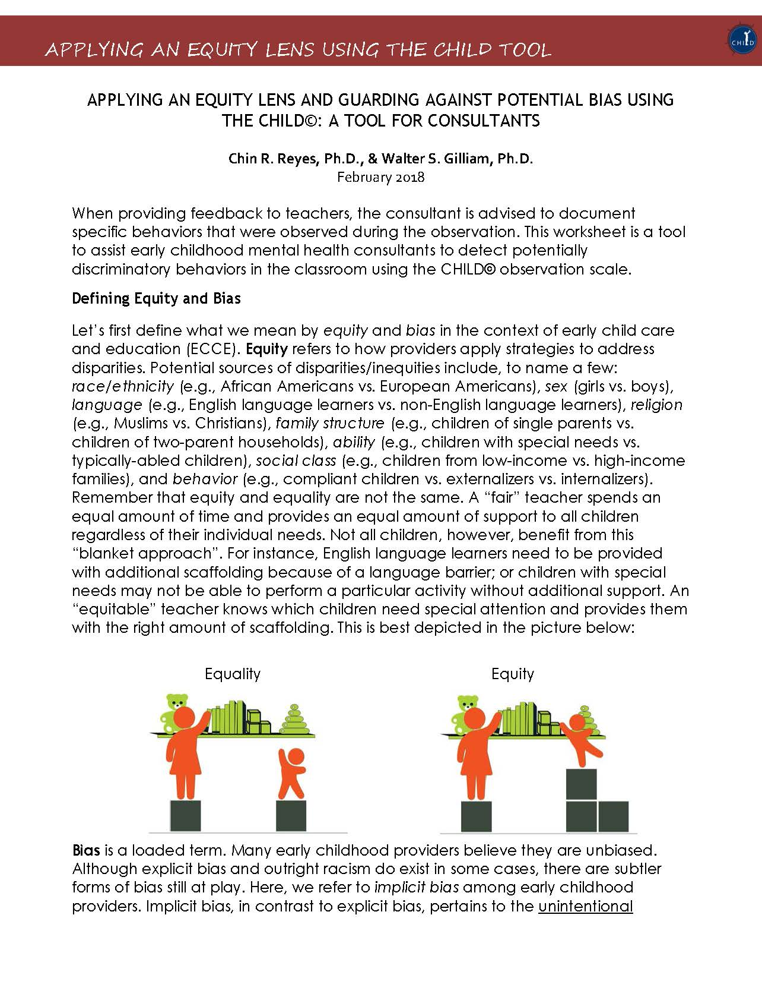 APPLYING AN EQUITY LENS USING THE CHILD TOOL
CHILD
APPLYING AN EQUITY LENS AND GUARDING AGAINST POTENTIAL BIAS USING
THE CHILD©: A TOOL FOR CONSULTANTS
Chin R. Reyes, Ph.D., & Walter S. Gilliam, Ph.D.
February 2018
When providing feedback to teachers, the consultant is advised to document
specific behaviors that were observed during the observation. This worksheet is a tool
to assist early childhood mental health consultants to detect potentially
discriminatory behaviors in the classroom using the CHILD© observation scale.
Defining Equity and Bias
Let’s first define what we mean by equity and bias in the context of early child care
and education (ECCE). Equity refers to how providers apply strategies to address
disparities. Potential sources of disparities/inequities include, to name a few:
race/ethnicity (e.g., African Americans vs. European Americans), sex (girls vs. boys),
language (e.g., English language learners vs. non-English language learners), religion
(e.g., Muslims vs. Christians), family structure (e.g., children of single parents vs.
children of two-parent households), ability (e.g., children with special needs vs.
typically-abled children), social class (e.g., children from low-income vs. high-income
families), and behavior (e.g., compliant children vs. externalizers vs. internalizers).
Remember that equity and equality are not the same. A “fair” teacher spends an
equal amount of time and provides an equal amount of support to all children
regardless of their individual needs. Not all children, however, benefit from this
“blanket approach”. For instance, English language learners need to be provided
with additional scaffolding because of a language barrier; or children with special
needs may not be able to perform a particular activity without additional support. An
“equitable” teacher knows which children need special attention and provides them
with the right amount of scaffolding. This is best depicted in the picture below:
Equality
Equity
Bias is a loaded term. Many early childhood providers believe they are unbiased.
Although explicit bias and outright racism do exist in some cases, there are subtler
forms of bias still at play. Here, we refer to implicit bias among early childhood
providers. Implicit bias, in contrast to explicit bias, pertains to the unintentional